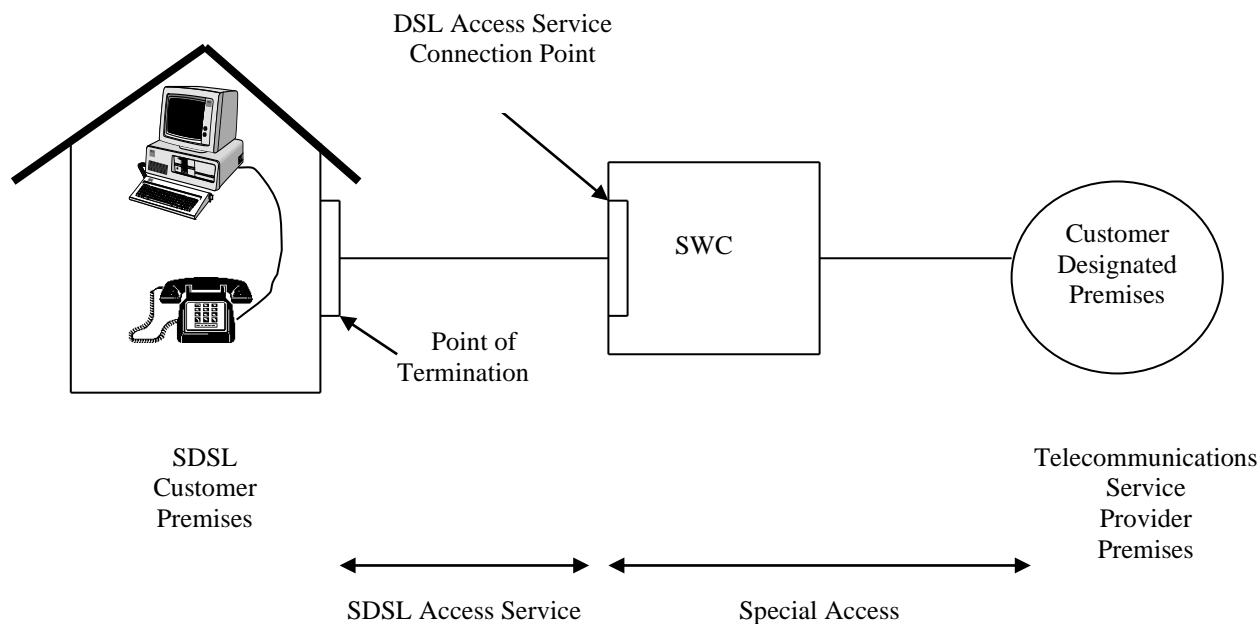 DSL Access Service
Connection Point
SWC
Customer
Designated
Premises
Point of
Termination
SDSL
Customer
Premises
Telecommunications
Service
Provider
Premises
SDSL Access Service
Special Access